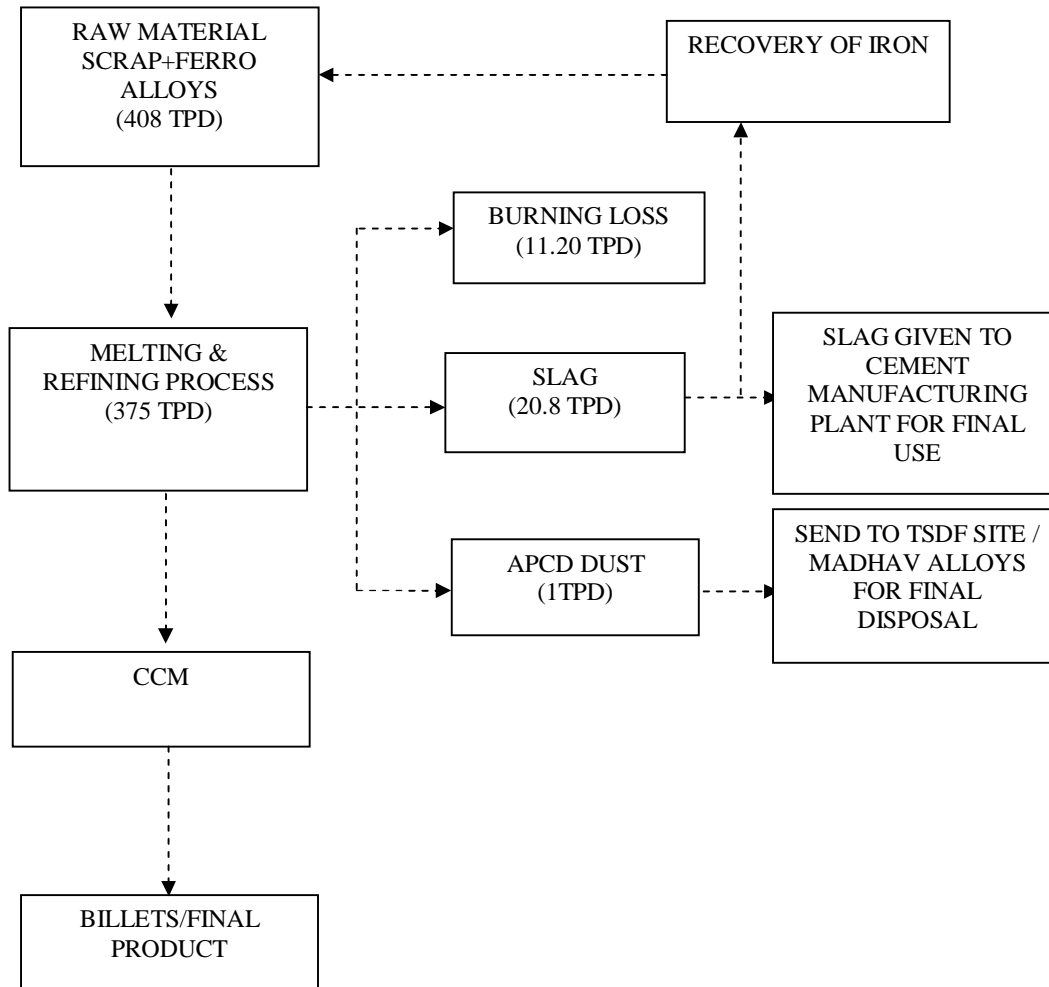 RAW MATERIAL
SCRAP+FERRO
ALLOYS
(408 TPD)
RECOVERY OF IRON
BURNING LOSS
(11.20 TPD)
MELTING &
REFINING PROCESS
(375 TPD)
SLAG
(20.8 TPD)
SLAG GIVEN TO
CEMENT
MANUFACTURING
PLANT FOR FINAL
USE
APCD DUST
(1TPD)
SEND TO TSDF SITE /
MADHAV ALLOYS
FOR FINAL
DISPOSAL
CCM
BILLETS/FINAL
PRODUCT